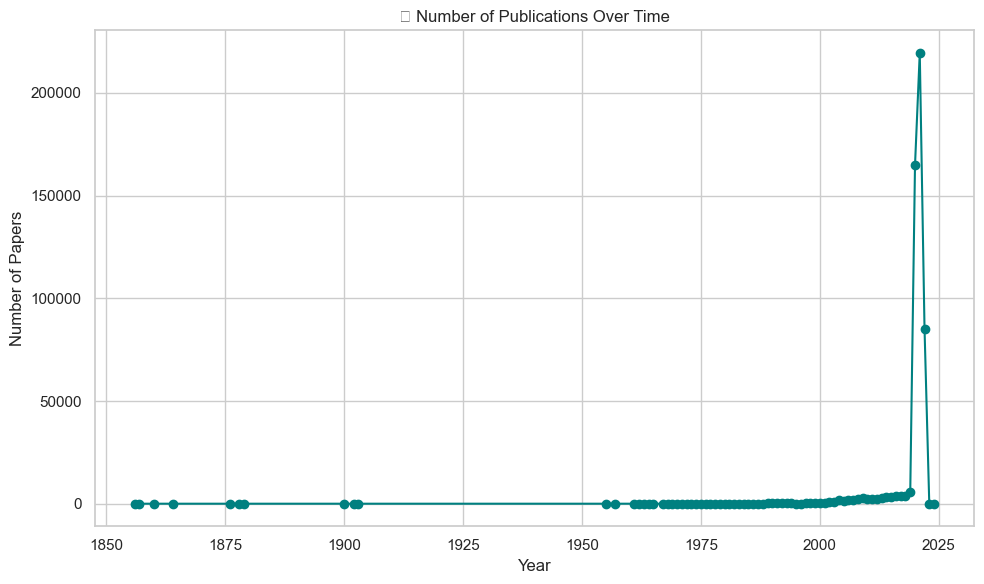 ▯ Number of Publications Over Time
Number of Papers
200000
150000
100000
50000
0
1850 1875 1900 1925 1950 1975 2000 2025
Year